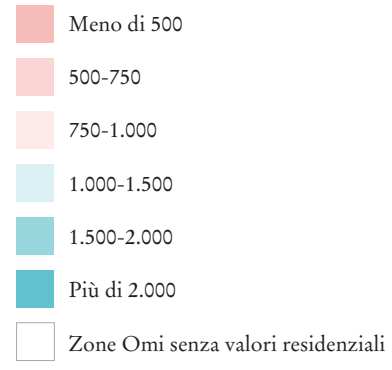 Meno di 500
500-750
750-1.000
1.000-1.500
1.500-2.000
Più di 2.000
Zone Omi senza valori residenziali